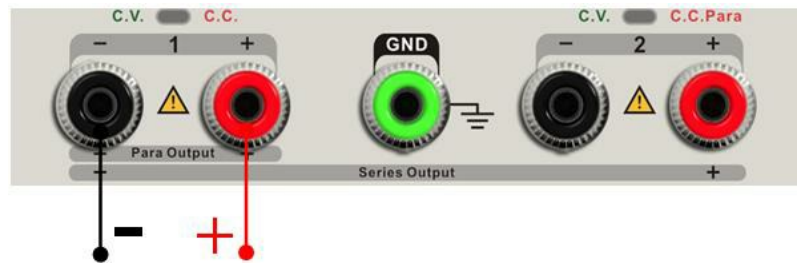 C.V. C.C. C.V. C.C.Para
− 1 + GND − 2 +
− Para Output +
− Series Output +
− +